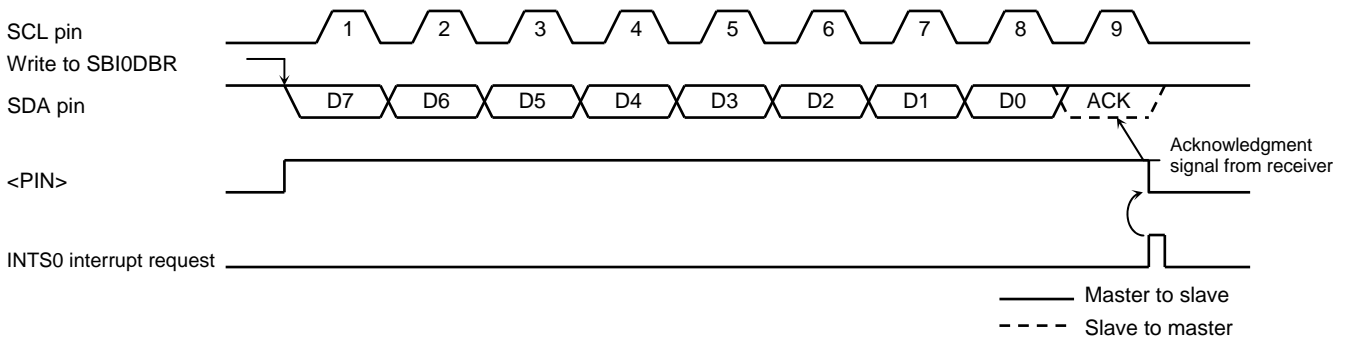 SCL pin
1 2 3 4 5 6 7 8 9
Write to SBI0DBR
SDA pin
D7 D6 D5 D4 D3 D2 D1 D0 ACK
Acknowledgment
signal from receiver
<PIN>
INTS0 interrupt request
Master to slave
Slave to master